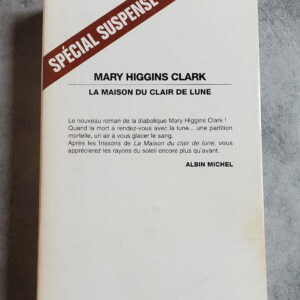 SPÉCIAL SUSPENSE
MARY HIGGINS CLARK
LA MAISON DU CLAIR DE LUNE
Le nouveau roman de la diabolique Mary Higgins Clark !
Quand la mort a rendez-vous avec la lune... une partition
mortelle, un air à vous glacer le sang.
Après les frissons de La Maison du clair de lune, vous
apprécierez les rayons du soleil encore plus qu'avant.
ALBIN MICHEL